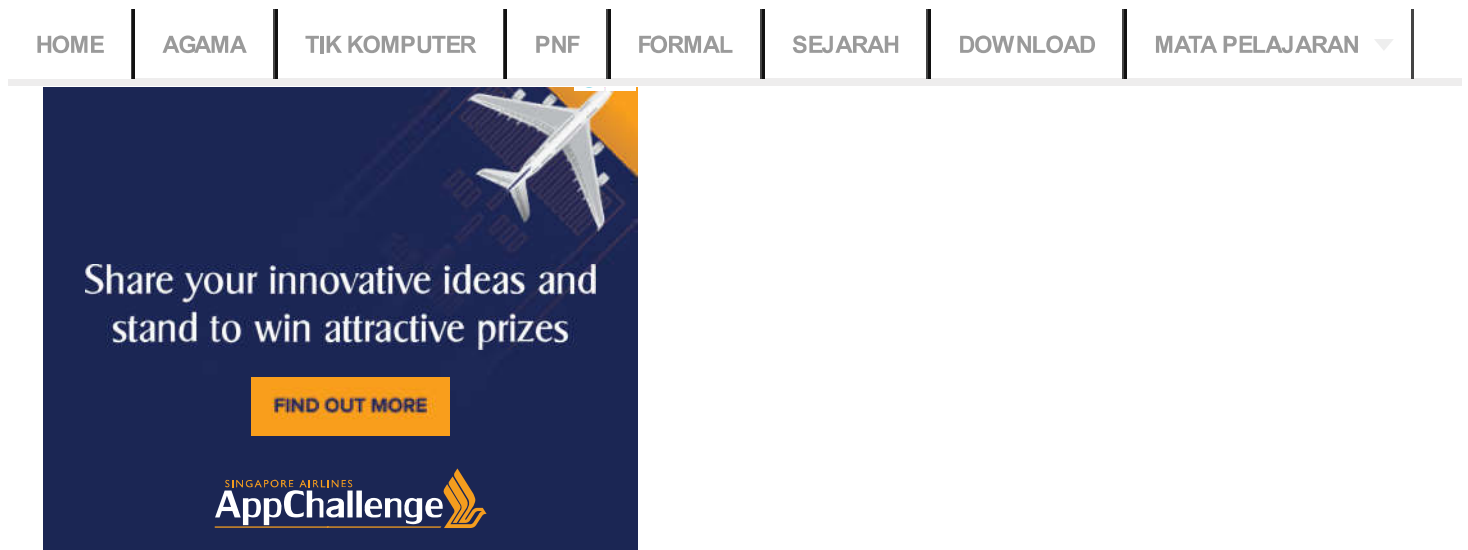 HOME AGAMA TIK KOMPUTER PNF FORMAL SEJARAH DOWNLOAD MATA PELAJARAN
Share your innovative ideas and
stand to win attractive prizes
FIND OUT MORE
SINGAPORE AIRLINES
AppChallenge